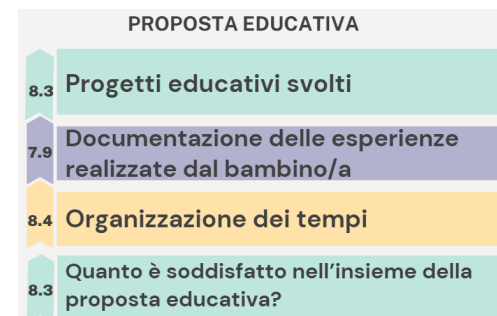 PROPOSTA EDUCATIVA
8.3 Progetti educativi svolti
7.9 Documentazione delle esperienze
realizzate dal bambino/a
8.4 Organizzazione dei tempi
8.3 Quanto è soddisfatto nell'insieme della
proposta educativa?